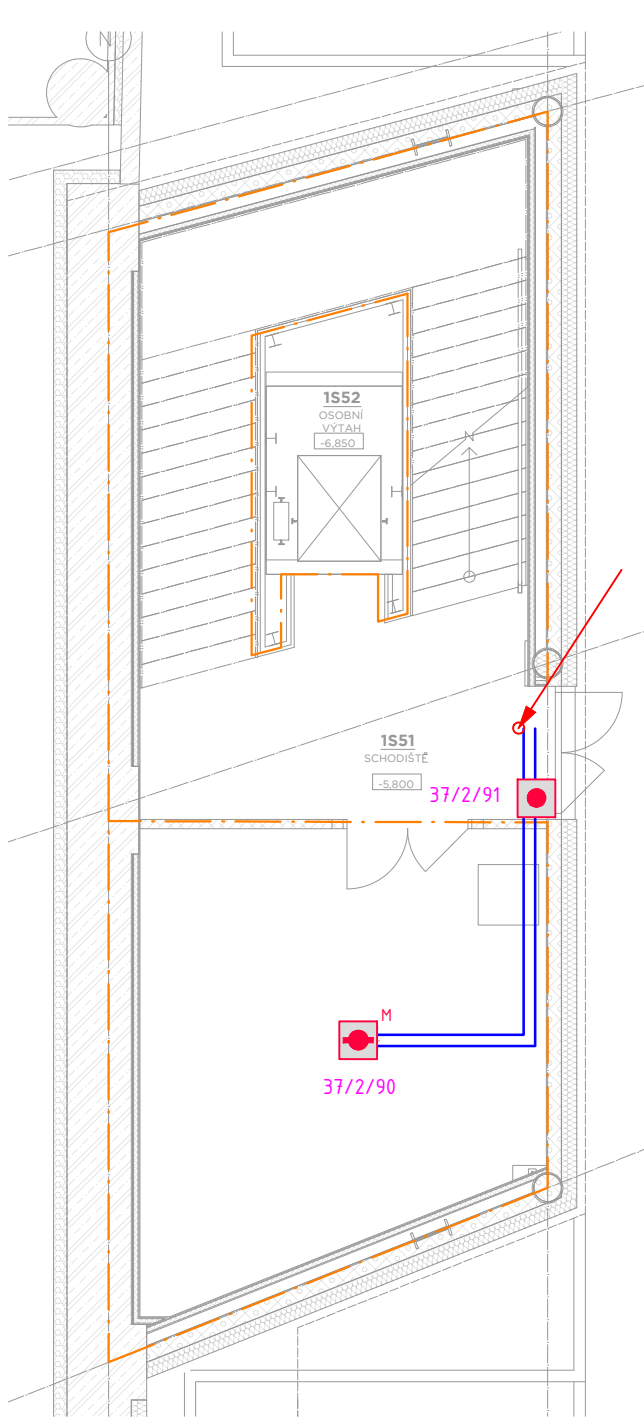 N
1S52
OSOBNÍ
VÝTAH
-6,850
N
1S51
SCHODIŠTĚ
-5,800
37/2/91
M
37/2/90